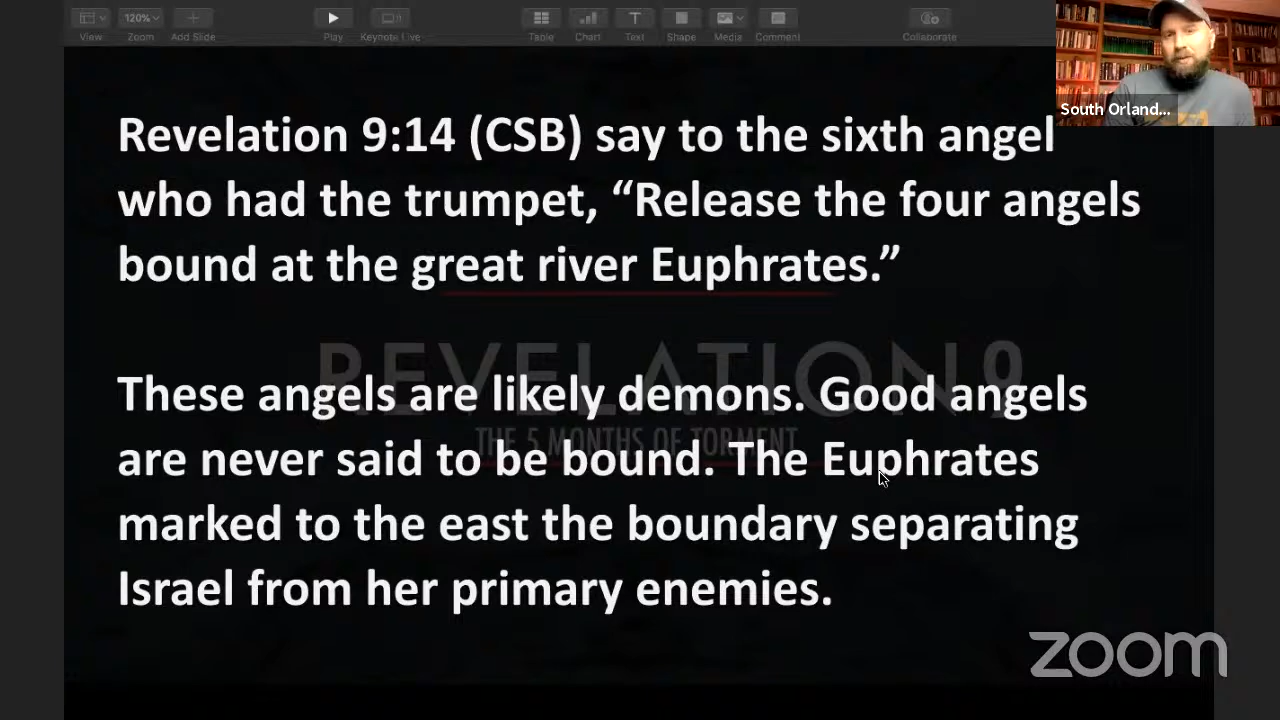 120%
View
Zoom
Add Slide
Play
Keynote Live
Table
Chart
Text
Shape
Media
Comment
Collaborate
South Orland...
Revelation 9:14 (CSB) say to the sixth angel
who had the trumpet, “Release the four angels
bound at the great river Euphrates.”
REVELATION 9
THE 5 MONTHS OF TORMENT
These angels are likely demons. Good angels
are never said to be bound. The Euphrates
marked to the east the boundary separating
Israel from her primary enemies.
zoom